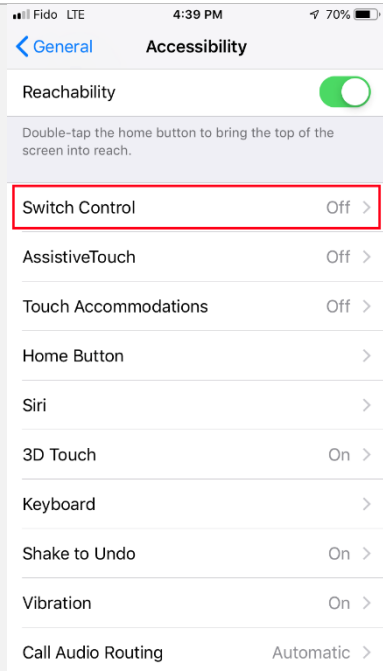 Fido LTE 4:39 PM 70%
General Accessibility
Reachability
Double-tap the home button to bring the top of the
screen into reach.
Switch Control Off
AssistiveTouch Off
Touch Accommodations Off
Home Button
Siri
3D Touch On
Keyboard
Shake to Undo On
Vibration On
Call Audio Routing Automatic